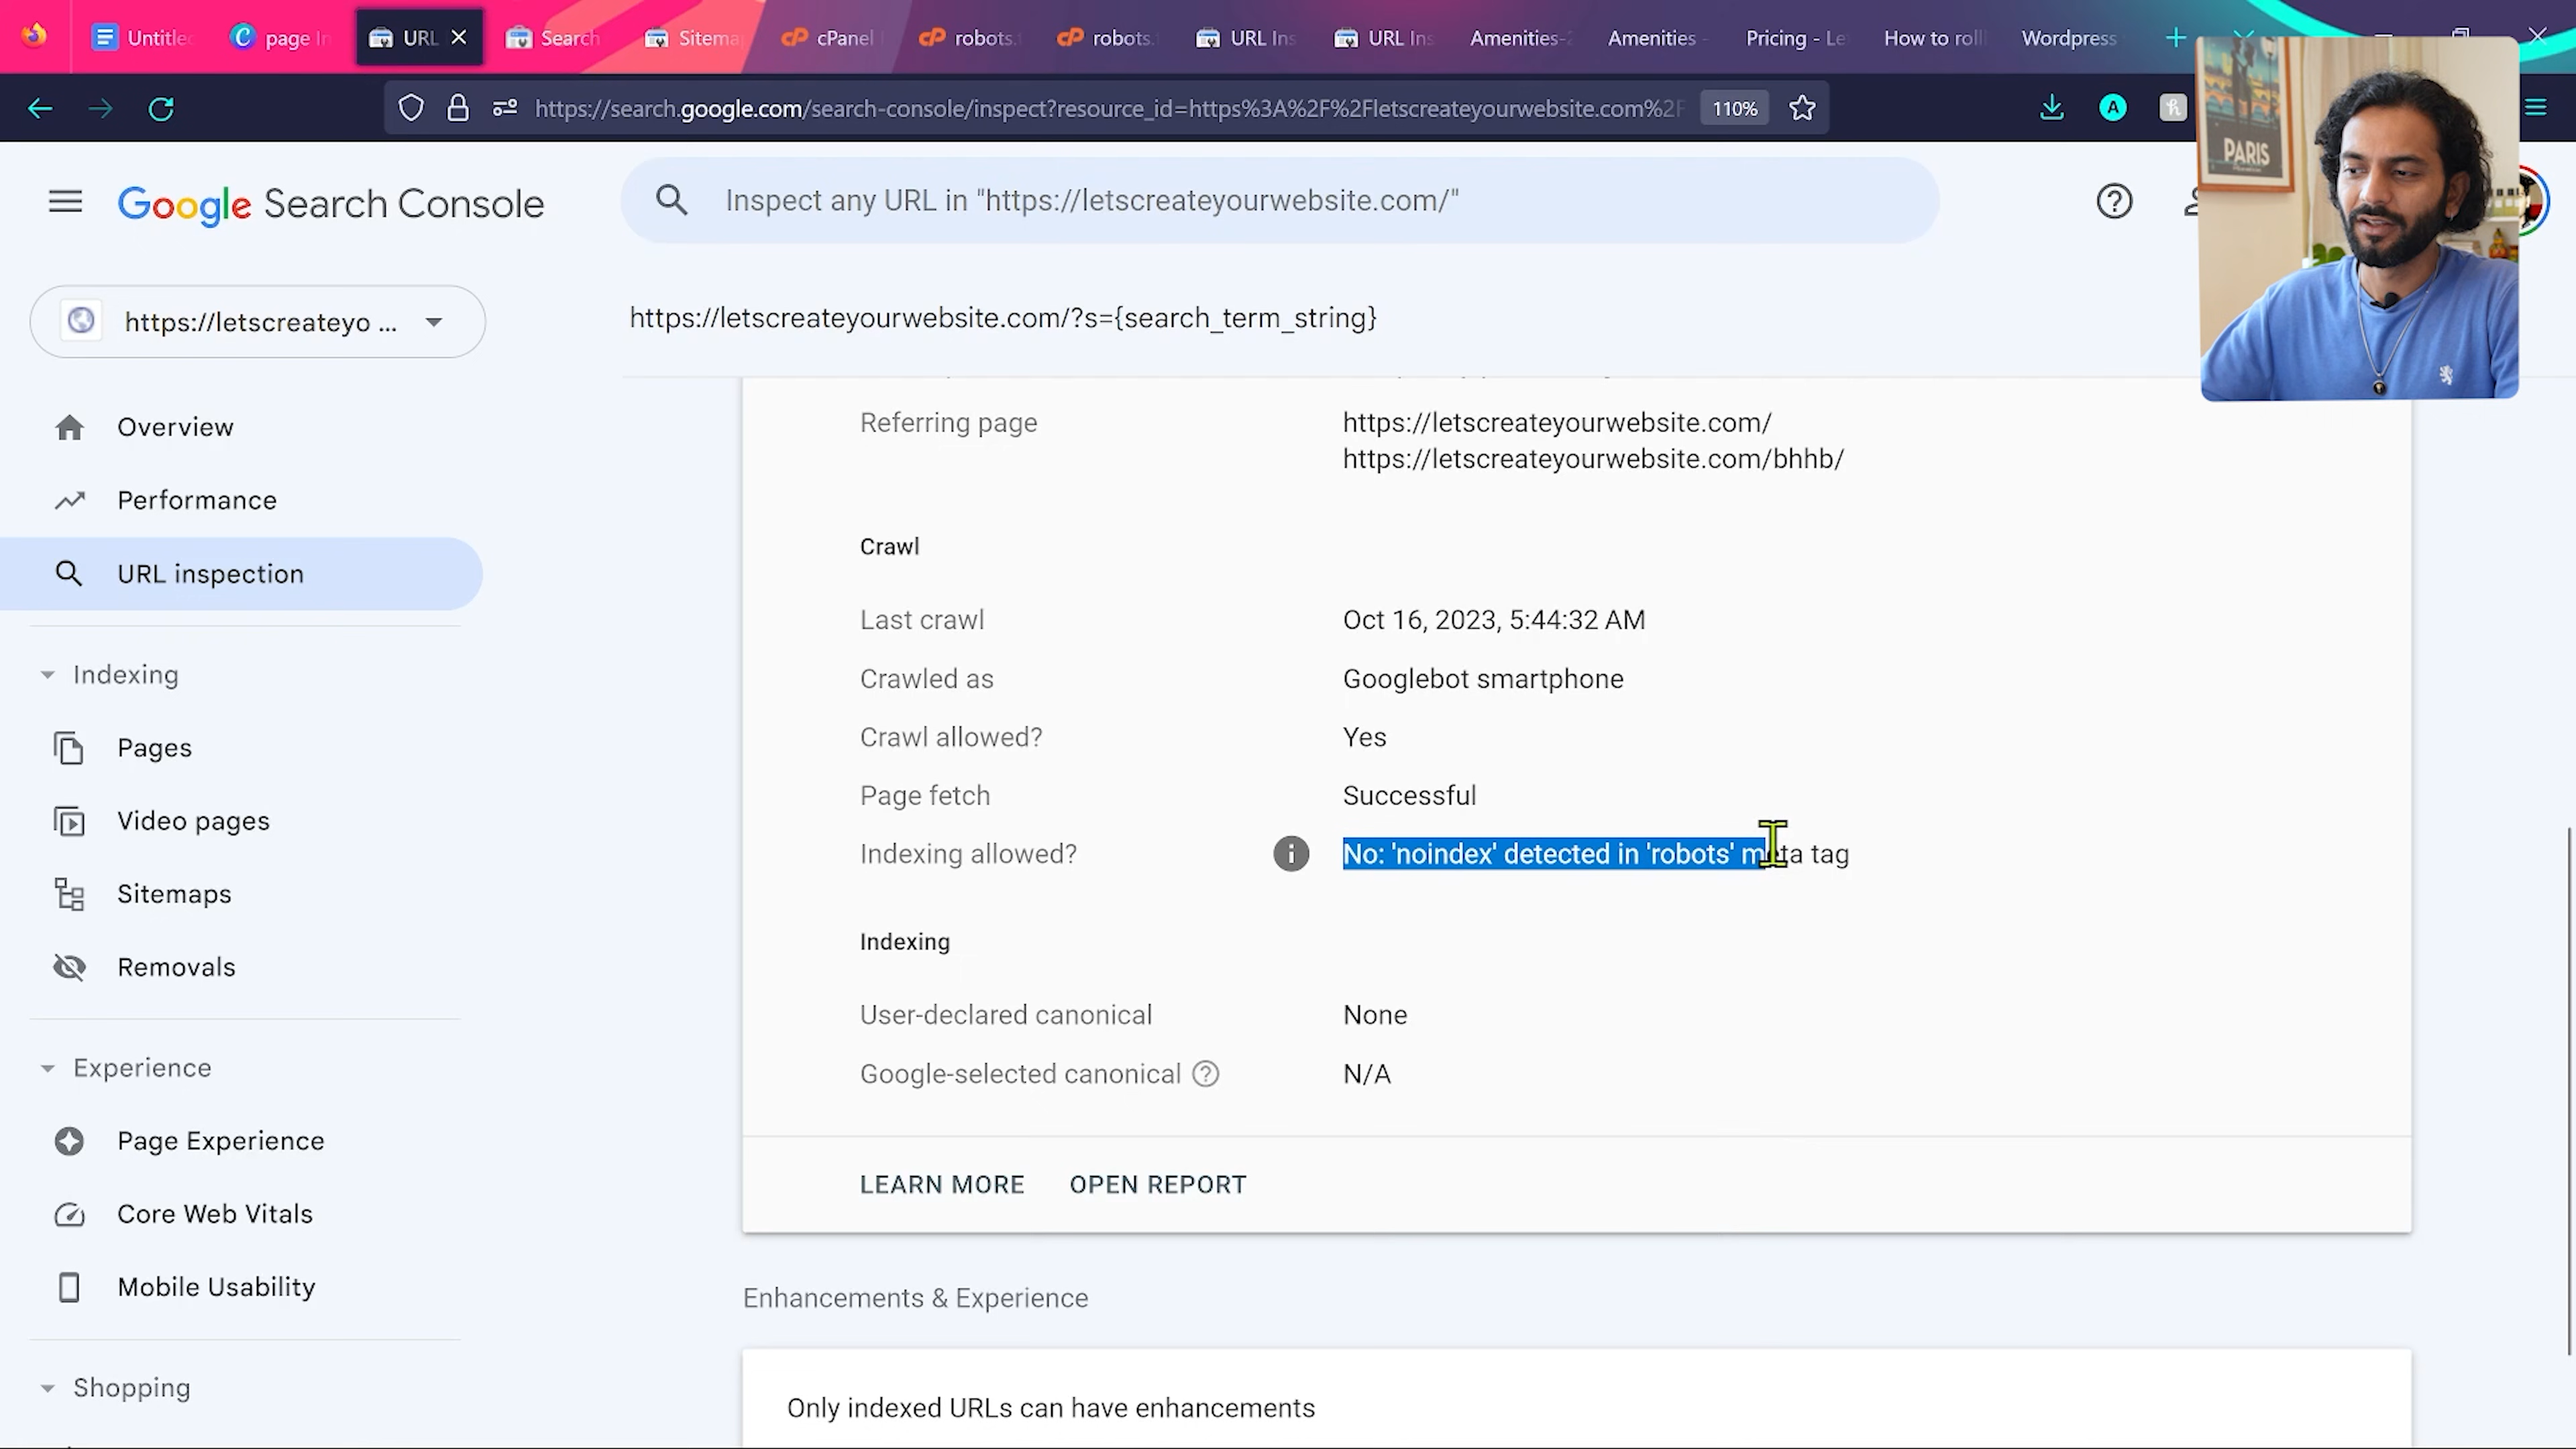 Untitle
page In
URL
Search
Sitema
cPanel
robots.
robots.
URL Ins
URL Ins
Amenities-2
Amenities -
Pricing - Le
How to roll
Wordpress
https://search.google.com/search-console/inspect?resource_id=https%3A%2F%2Fletscreateyourwebsite.com%2F
110%
A
PARIS
Google Search Console
Inspect any URL in "https://letscreateyourwebsite.com/"
https://letscreateyo ...
https://letscreateyourwebsite.com/?s={search_term_string}
Overview
Performance
URL inspection
Indexing
Pages
Video pages
Sitemaps
Removals
Experience
Page Experience
Core Web Vitals
Mobile Usability
Shopping
Referring page https://letscreateyourwebsite.com/
https://letscreateyourwebsite.com/bhhb/
Crawl
Last crawl Oct 16, 2023, 5:44:32 AM
Crawled as Googlebot smartphone
Crawl allowed? Yes
Page fetch Successful
Indexing allowed? No: 'noindex' detected in 'robots' meta tag
Indexing
User-declared canonical None
Google-selected canonical N/A
LEARN MORE OPEN REPORT
Enhancements & Experience
Only indexed URLs can have enhancements